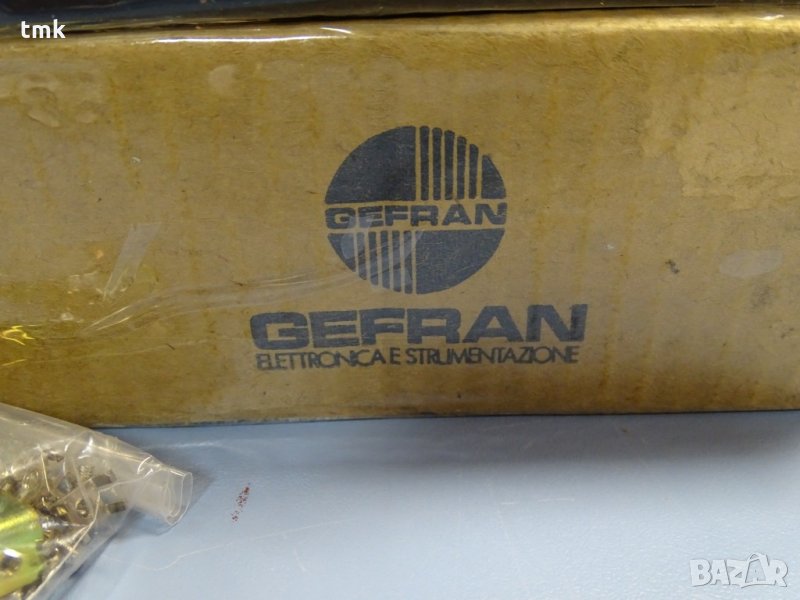 tmk
GEFRAN
GEFRAN
ELETTRONICA E STRUMENTAZIONE
BAZAR